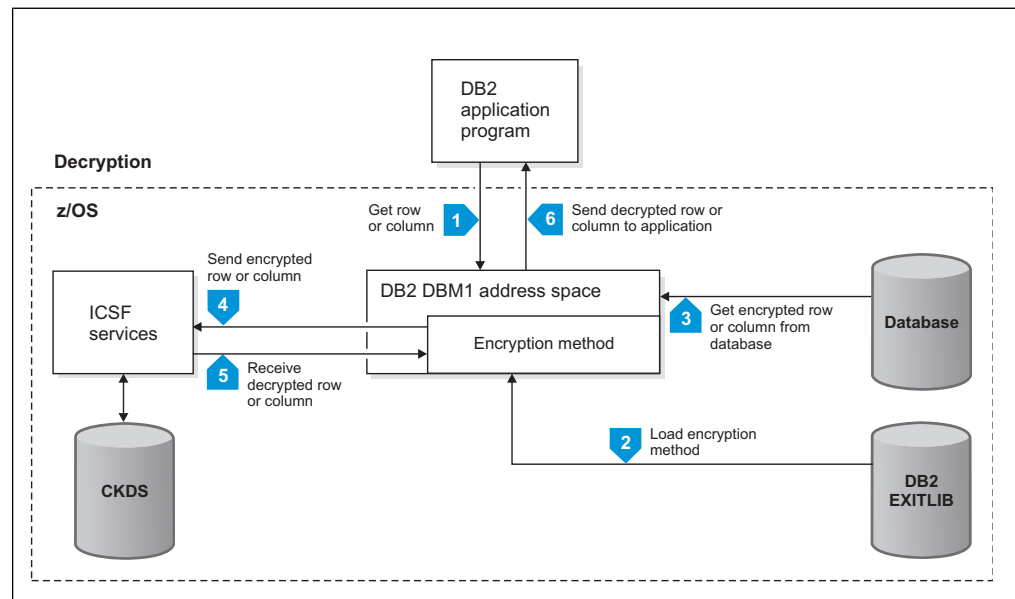 DB2
application
program
Decryption
z/OS
Get row
or column
1
6
Send decrypted row or
column to application
Send encrypted
row or column
4
ICSF
services
DB2 DBM1 address space
Encryption method
3
Get encrypted row
or column from
database
Database
5
Receive
decrypted row
or column
2
Load encryption
method
CKDS
DB2
EXITLIB